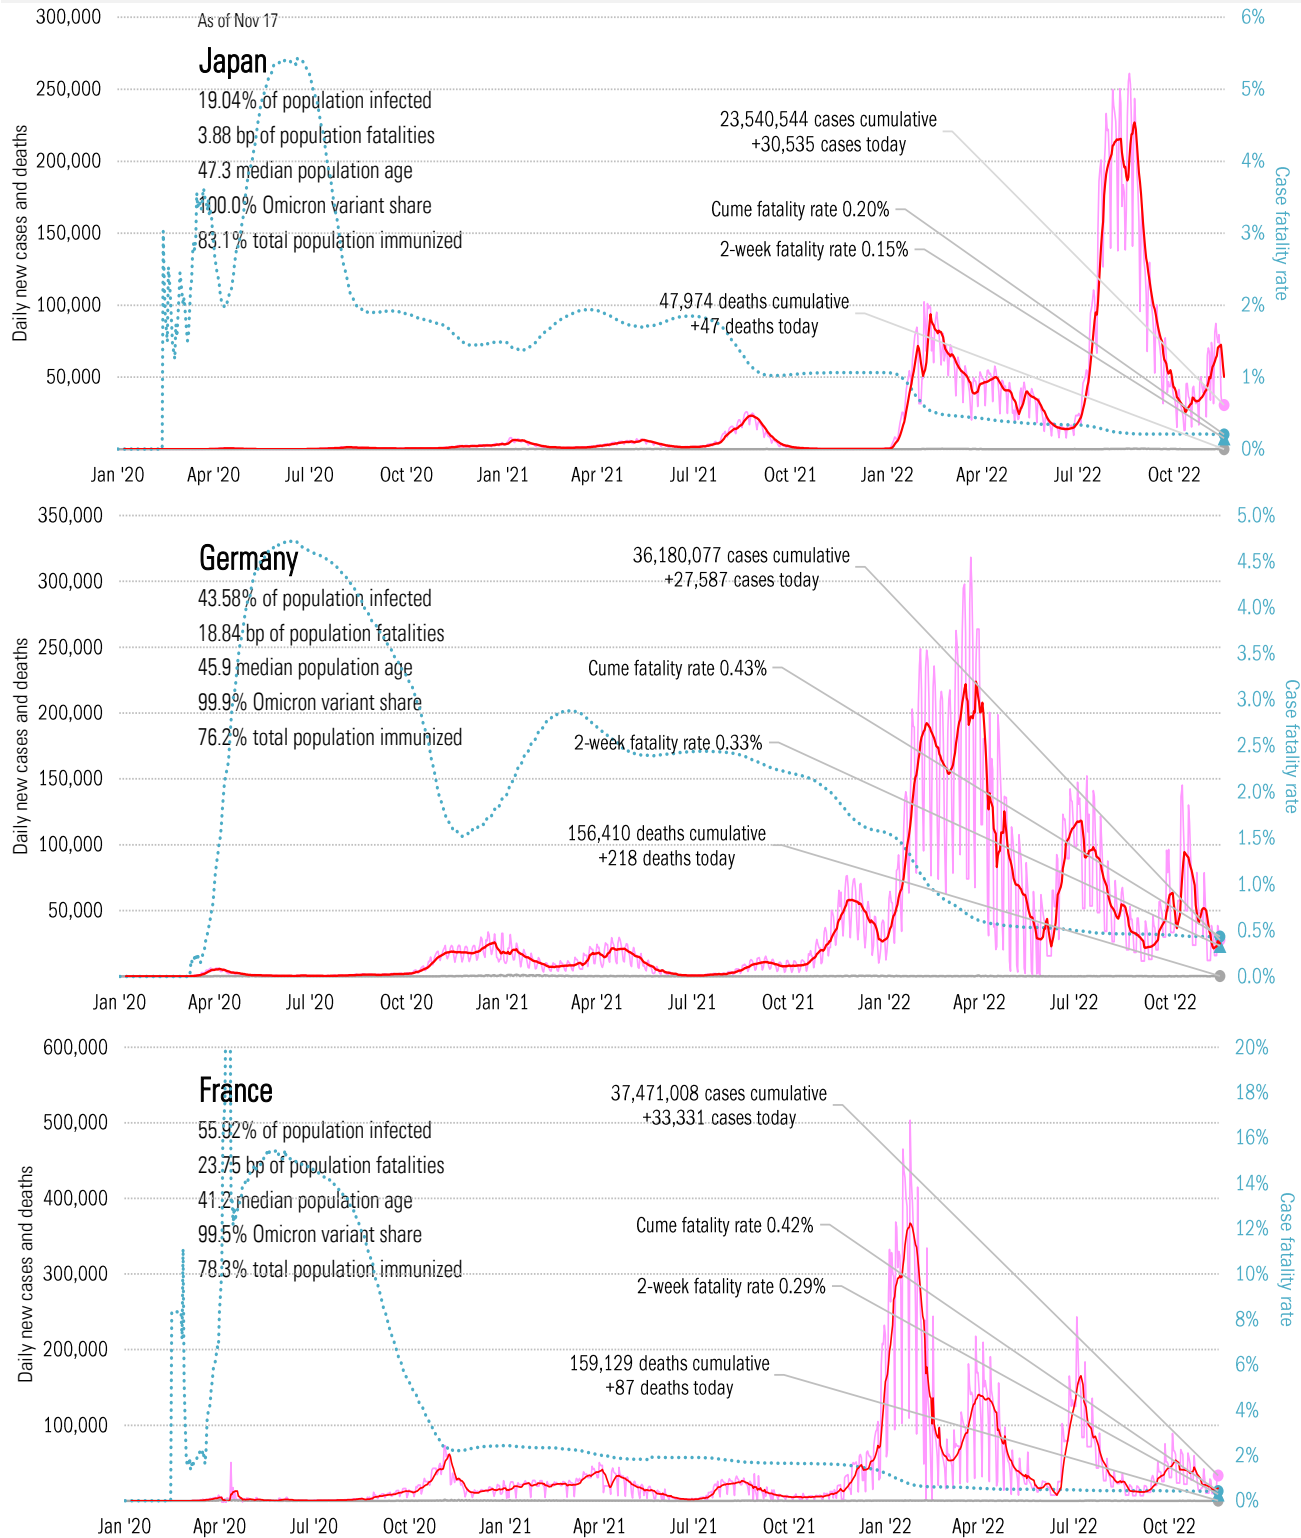 300,000
As of Nov 17
6%
Japan
19.04% of population infected
3.88 bp of population fatalities
47.3 median population age
100.0% Omicron variant share
83.1% total population immunized
250,000
200,000
150,000
100,000
50,000
Daily new cases and deaths
23,540,544 cases cumulative
+30,535 cases today
Cume fatality rate 0.20%
2-week fatality rate 0.15%
47,974 deaths cumulative
+47 deaths today
5%
4%
3%
2%
1%
0%
Case fatality rate
Jan '20 Apr '20 Jul '20 Oct '20 Jan '21 Apr '21 Jul '21 Oct '21 Jan '22 Apr '22 Jul '22 Oct '22
350,000
300,000
250,000
200,000
150,000
100,000
50,000
Daily new cases and deaths
Germany
43.58% of population infected
18.84 bp of population fatalities
45.9 median population age
99.9% Omicron variant share
76.2% total population immunized
36,180,077 cases cumulative
+27,587 cases today
Cume fatality rate 0.43%
2-week fatality rate 0.33%
156,410 deaths cumulative
+218 deaths today
5.0%
4.5%
4.0%
3.5%
3.0%
2.5%
2.0%
1.5%
1.0%
0.5%
0.0%
Case fatality rate
Jan '20 Apr '20 Jul '20 Oct '20 Jan '21 Apr '21 Jul '21 Oct '21 Jan '22 Apr '22 Jul '22 Oct '22
600,000
500,000
400,000
300,000
200,000
100,000
Daily new cases and deaths
France
55.92% of population infected
23.75 bp of population fatalities
41.2 median population age
99.5% Omicron variant share
78.3% total population immunized
37,471,008 cases cumulative
+33,331 cases today
Cume fatality rate 0.42%
2-week fatality rate 0.29%
159,129 deaths cumulative
+87 deaths today
20%
18%
16%
14%
12%
10%
8%
6%
4%
2%
0%
Case fatality rate
Jan '20 Apr '20 Jul '20 Oct '20 Jan '21 Apr '21 Jul '21 Oct '21 Jan '22 Apr '22 Jul '22 Oct '22